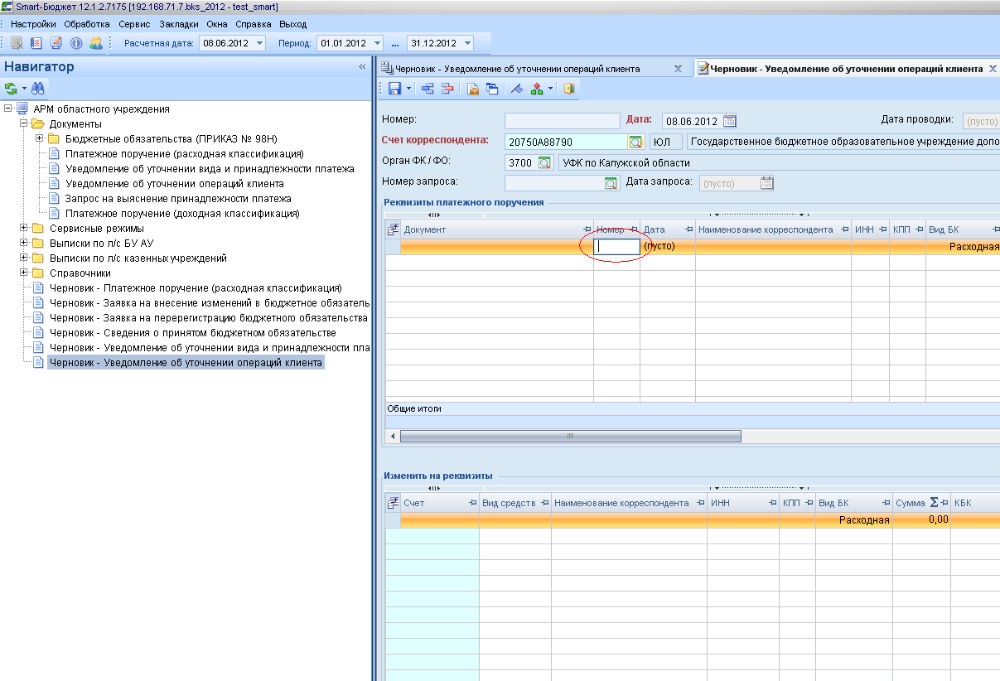 Smart-Бюджет 12.1.2.7175 [192.168.71.7.bks_2012 - test_smart]
Настройки Обработка Сервис Закладки Окна Справка Выход
Расчетная дата: 08.06.2012 Период: 01.01.2012 ... 31.12.2012
Навигатор «
АРМ областного учреждения
Документы
Бюджетные обязательства (ПРИКАЗ № 98Н)
Платежное поручение (расходная классификация)
Уведомление об уточнении вида и принадлежности платежа
Уведомление об уточнении операций клиента
Запрос на выяснение принадлежности платежа
Платежное поручение (доходная классификация)
Сервисные режимы
Выписки по л/с БУ АУ
Выписки по л/с казенных учреждений
Справочники
Черновик - Платежное поручение (расходная классификация)
Черновик - Заявка на внесение изменений в бюджетное обязатель
Черновик - Заявка на перерегистрацию бюджетного обязательства
Черновик - Сведения о принятом бюджетном обязательстве
Черновик - Уведомление об уточнении вида и принадлежности пла
Черновик - Уведомление об уточнении операций клиента
Черновик - Уведомление об уточнении операций клиента x Черновик - Уведомление об уточнении операций клиента x
Номер: Дата: 08.06.2012 Дата проводки: (пусто)
Счет корреспондента: 20750А88790 ЮЛ Государственное бюджетное образовательное учреждение допо
Орган ФК / ФО: 3700 УФК по Калужской области
Номер запроса: Дата запроса: (пусто)
Реквизиты платежного поручения
Документ Номер Дата Наименование корреспондента ИНН КПП Вид БК
(пусто) Расходная
Общие итоги
Изменить на реквизиты
Счет Вид средств Наименование корреспондента ИНН КПП Вид БК Сумма Σ КБК
Расходная 0,00